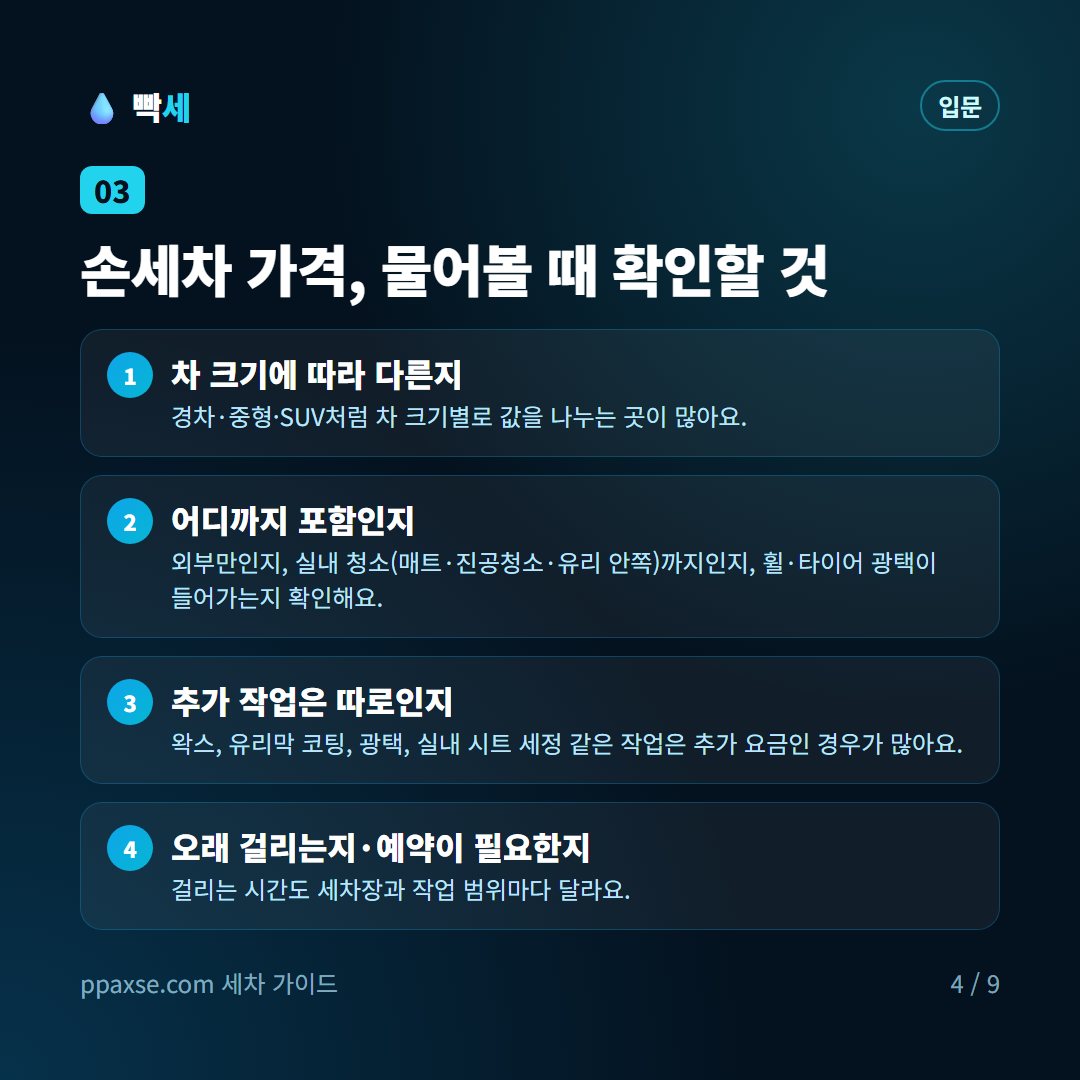 빡세
입문
03
손세차 가격, 물어볼 때 확인할 것
1
차 크기에 따라 다른지
경차·중형·SUV처럼 차 크기별로 값을 나누는 곳이 많아요.
2
어디까지 포함인지
외부만인지, 실내 청소(매트·진공청소·유리 안쪽)까지인지, 휠·타이어 광택이
들어가는지 확인해요.
3
추가 작업은 따로인지
왁스, 유리막 코팅, 광택, 실내 시트 세정 같은 작업은 추가 요금인 경우가 많아요.
4
오래 걸리는지·예약이 필요한지
걸리는 시간도 세차장과 작업 범위마다 달라요.
ppaxse.com 세차 가이드
4 / 9